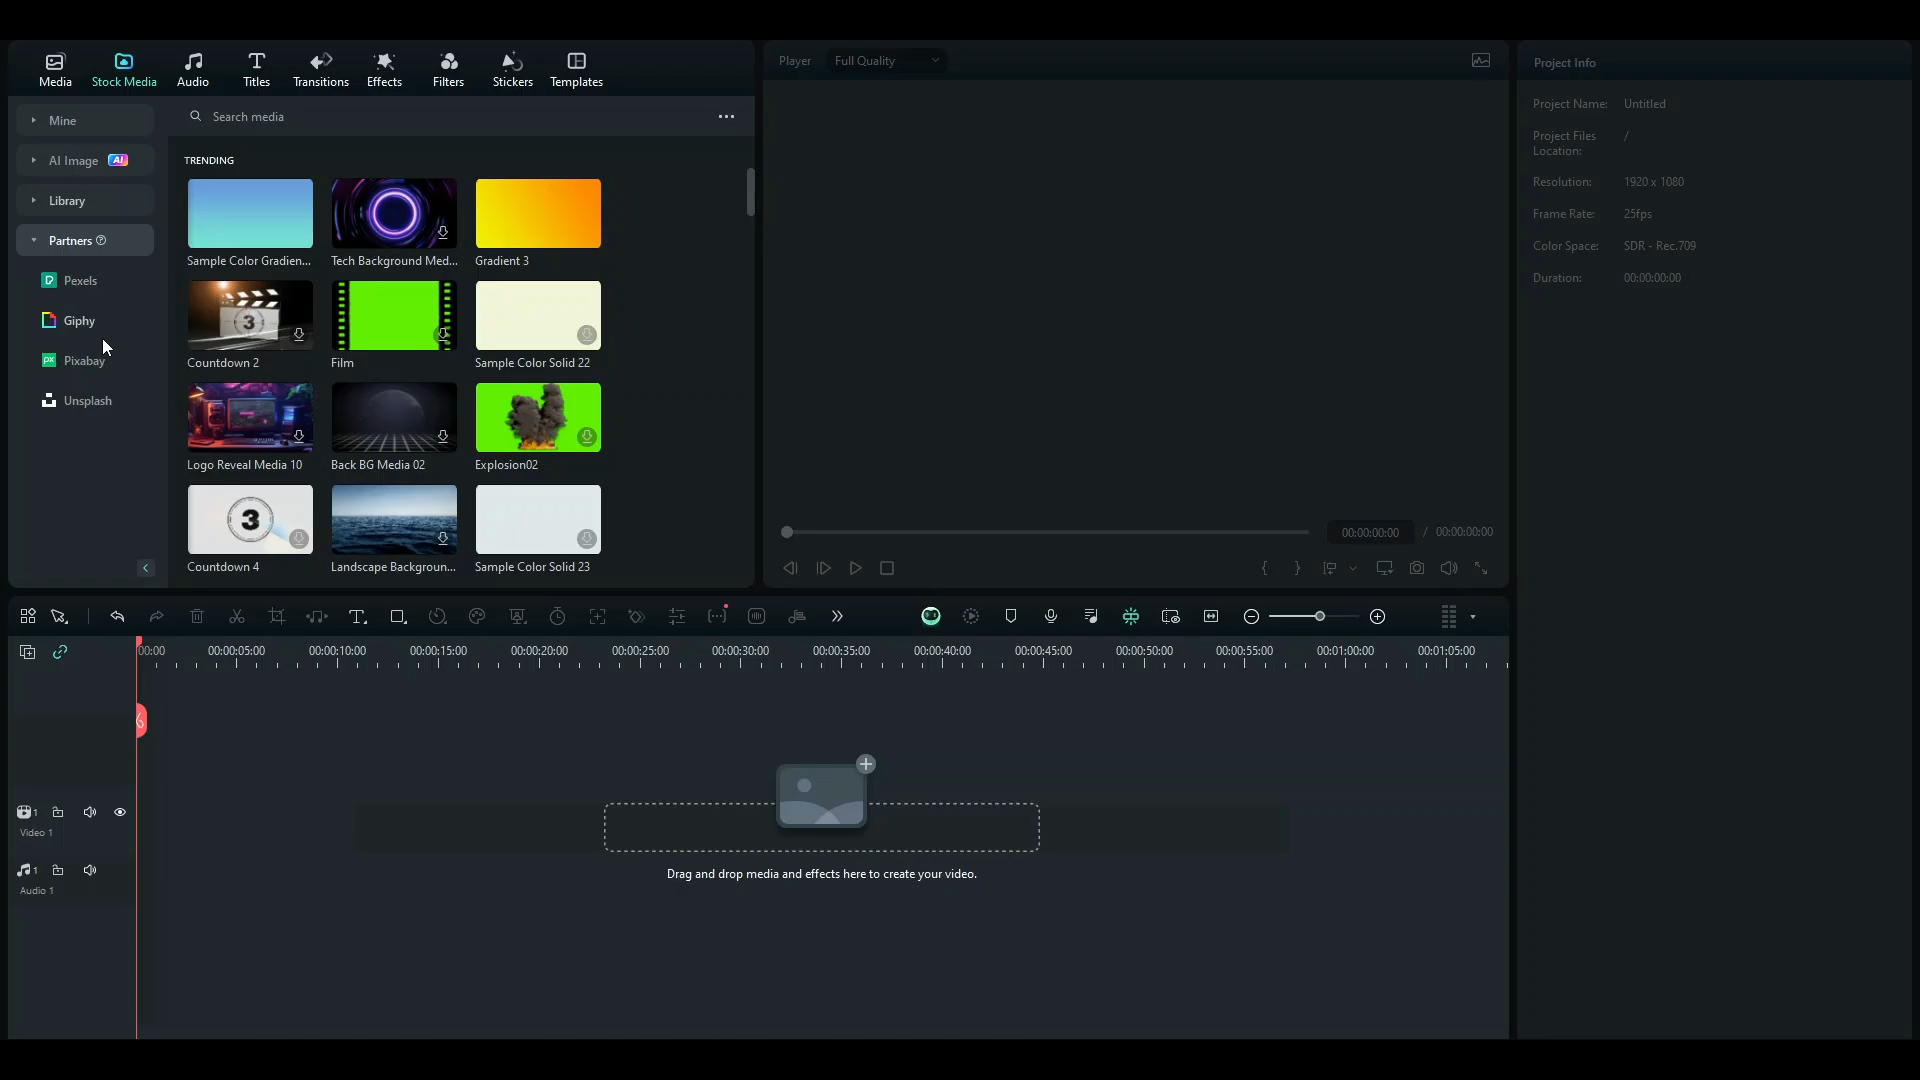 Media
Stock Media
Audio
Titles
Transitions
Effects
Filters
Stickers
Templates
Mine
AI Image AI
Library
Partners
Pexels
Giphy
Pixabay
Unsplash
Search media
TRENDING
Sample Color Gradien...
Tech Background Med...
Gradient 3
3
Countdown 2
Film
Sample Color Solid 22
Logo Reveal Media 10
Back BG Media 02
Explosion02
3
Countdown 4
Landscape Backgroun...
Sample Color Solid 23
Player
Full Quality
00:00:00:00 / 00:00:00:00
Project Info
Project Name: Untitled
Project Files Location: /
Resolution: 1920 x 1080
Frame Rate: 25fps
Color Space: SDR - Rec.709
Duration: 00:00:00:00
00:00
00:00:05:00
00:00:10:00
00:00:15:00
00:00:20:00
00:00:25:00
00:00:30:00
00:00:35:00
00:00:40:00
00:00:45:00
00:00:50:00
00:00:55:00
00:01:00:00
00:01:05:00
1
Video 1
1
Audio 1
Drag and drop media and effects here to create your video.